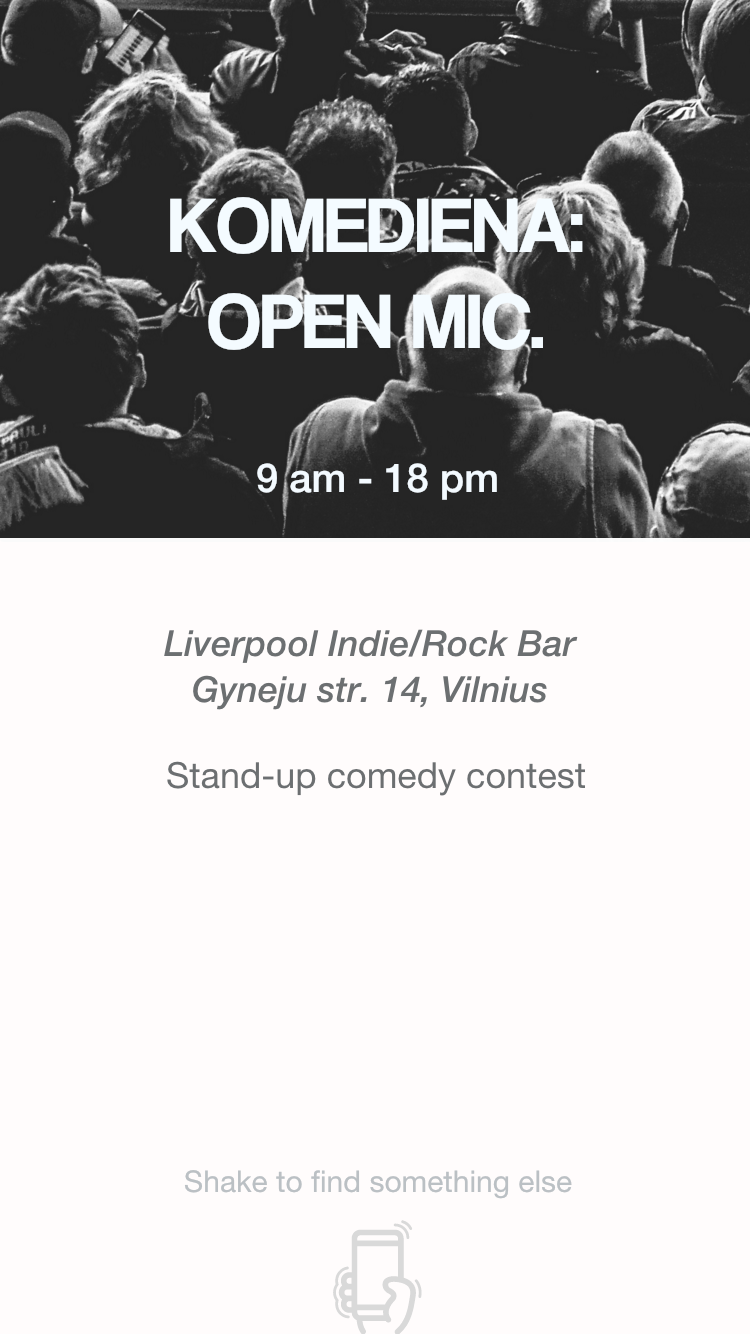 KOMEDIENA:
OPEN MIC.
9 am - 18 pm
Liverpool Indie/Rock Bar
Gyneju str. 14, Vilnius
Stand-up comedy contest
Shake to find something else